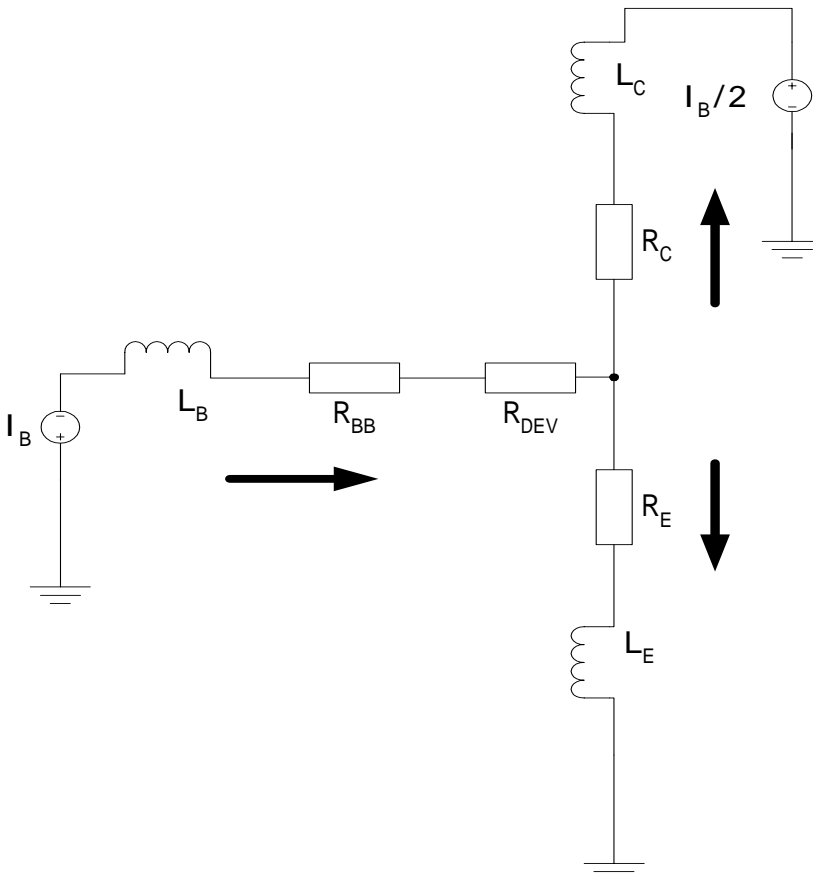 L_C
I_B/2
+
−
R_C
L_B
R_BB
R_DEV
I_B
−
+
R_E
L_E